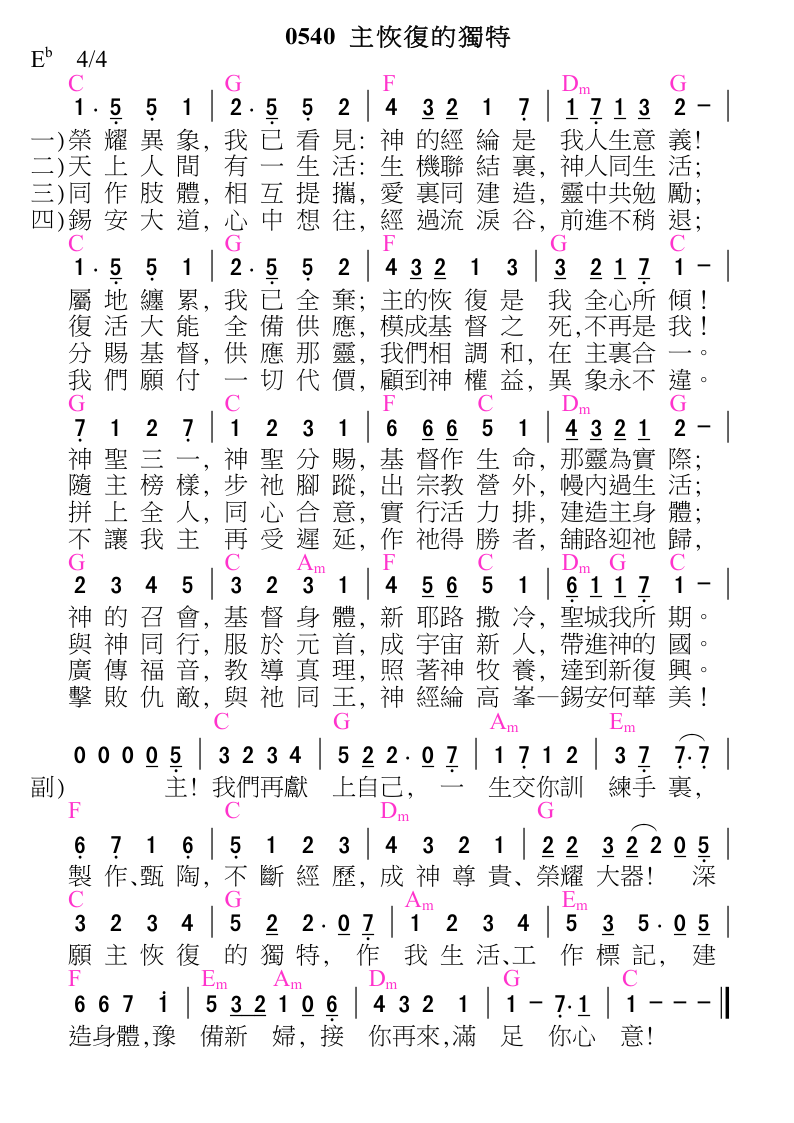 0540 主恢復的獨特
E♭ 4/4
C G F Dm G
1· 5 5 1 | 2· 5 5 2 | 4 3 2 1 7 | 1 7 1 3 2 − |
一)榮耀異象,我已看見:神的經綸是 我人生意義!
二)天上人間 有一生活:生機聯結裏,神人同生活;
三)同作肢體,相互提攜,愛裏同建造,靈中共勉勵;
四)錫安大道,心中想往,經過流淚谷,前進不稍退;
C G F G C
1· 5 5 1 | 2· 5 5 2 | 4 3 2 1 3 | 3 2 1 7 1 − |
屬地纏累,我已全棄;主的恢復是 我全心所傾!
復活大能 全備供應,模成基督之 死,不再是我!
分賜基督,供應那靈,我們相調和,在主裏合一。
我們願付 一切代價,顧到神權益,異象永不違。
G C F C Dm G
7 1 2 7 | 1 2 3 1 | 6 6 6 5 1 | 4 3 2 1 2 − |
神聖三一,神聖分賜,基督作生命,那靈為實際;
隨主榜樣,步祂腳蹤,出宗教營外,幔內過生活;
拼上全人,同心合意,實行活力排,建造主身體;
不讓我主 再受遲延,作祂得勝者,舖路迎祂歸,
G C Am F C Dm G C
2 3 4 5 | 3 2 3 1 | 4 5 6 5 1 | 6 1 1 7 1 − |
神的召會,基督身體,新耶路撒冷,聖城我所期。
與神同行,服於元首,成宇宙新人,帶進神的國。
廣傳福音,教導真理,照著神牧養,達到新復興。
擊敗仇敵,與祂同王,神經綸高峯—錫安何華美!
C G Am Em
0 0 0 0 5 | 3 2 3 4 | 5 2 2· 0 7 | 1 7 1 2 | 3 7 7· 7 |
副) 主!我們再獻 上自己, 一 生交你訓 練手裏,
F C Dm G
6 7 1 6 | 5 1 2 3 | 4 3 2 1 | 2 2 3 2 2 0 5 |
製作、甄陶,不斷經歷,成神尊貴、榮耀大器! 深
C G Am Em
3 2 3 4 | 5 2 2· 0 7 | 1 2 3 4 | 5 3 5· 0 5 |
願主恢復 的獨特, 作 我生活、工 作標記, 建
F Em Am Dm G C
6 6 7 1 | 5 3 2 1 0 6 | 4 3 2 1 | 1 − 7· 1 | 1 − − − ‖
造身體,豫 備新婦,接 你再來,滿 足 你心 意!